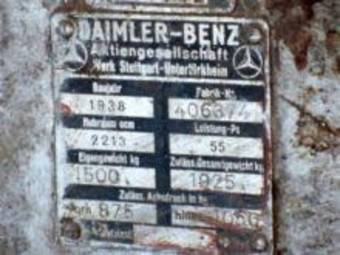 DAIMLER-BENZ
Aktiengesellschaft
Werk Stuttgart-Untertürkheim
Baujahr Fabrik-Nr.
1938 406374
Hubraum ccm Leistung-Ps
2213 55
Eigengewicht kg Zuläss. Gesamtgewicht kg
1500 1925
Zuläss. Achsdruck in kg
875 1050